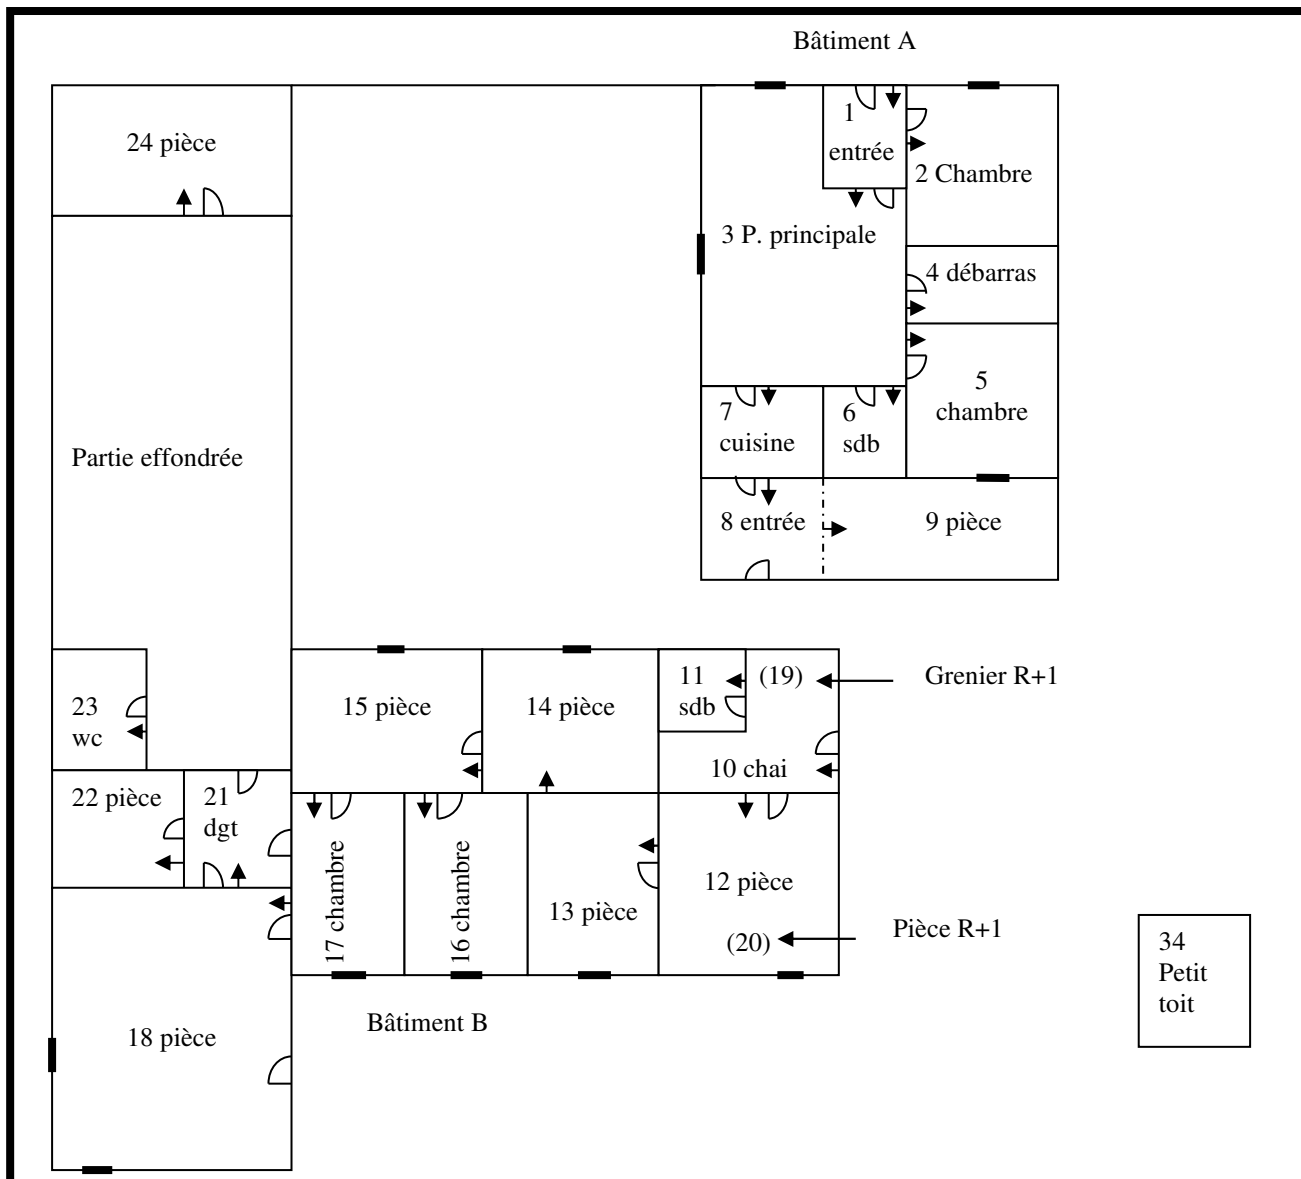 Bâtiment A
24 pièce
1
entrée
2 Chambre
3 P. principale
4 débarras
5
chambre
7
cuisine
6
sdb
Partie effondrée
8 entrée
9 pièce
23
wc
15 pièce
14 pièce
11
sdb
(19)
Grenier R+1
10 chai
22 pièce
21
dgt
17 chambre
16 chambre
13 pièce
12 pièce
(20)
Pièce R+1
34
Petit
toit
18 pièce
Bâtiment B